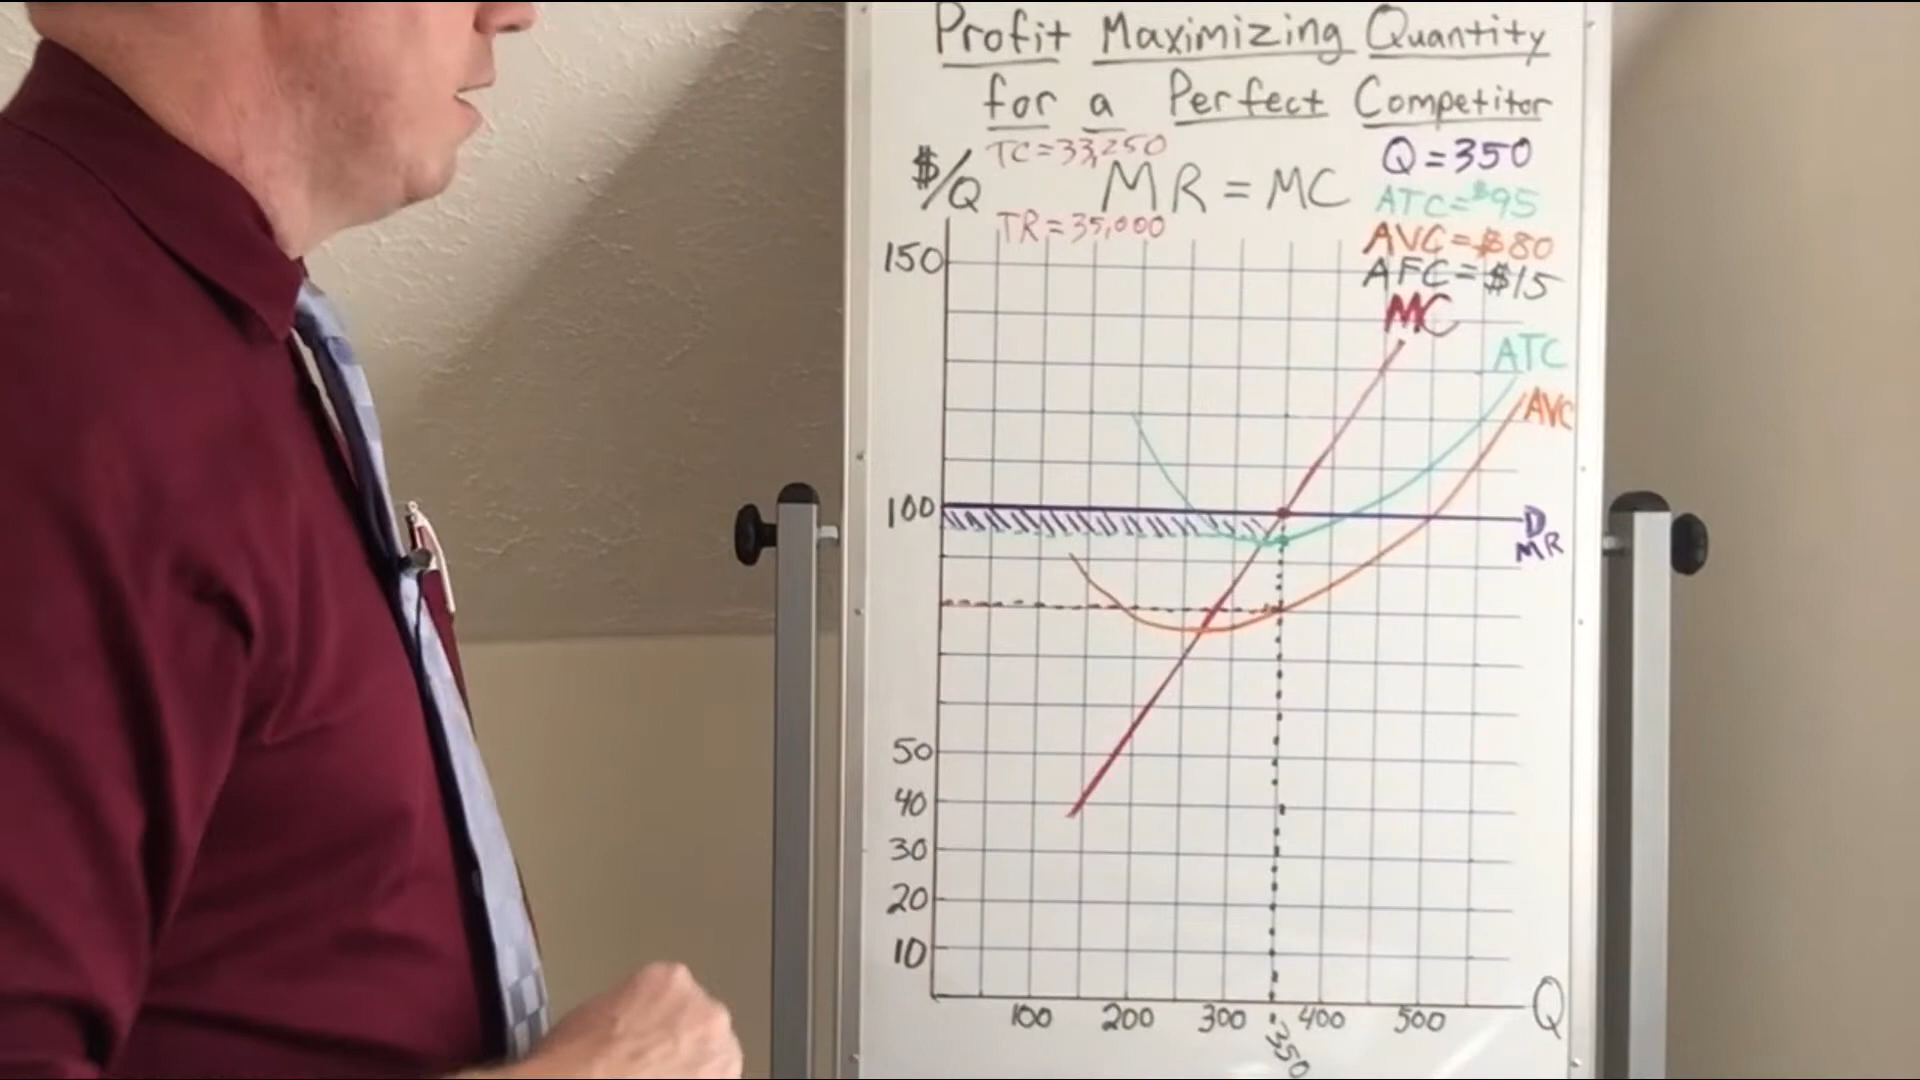 Profit Maximizing Quantity
for a Perfect Competitor
TC=33,250
Q=350
$/Q
MR = MC
ATC=$95
TR=35,000
AVC=$80
AFC=$15
150
MC
ATC
AVC
100
D
MR
50
40
30
20
10
100 200 300 400 500
350
Q